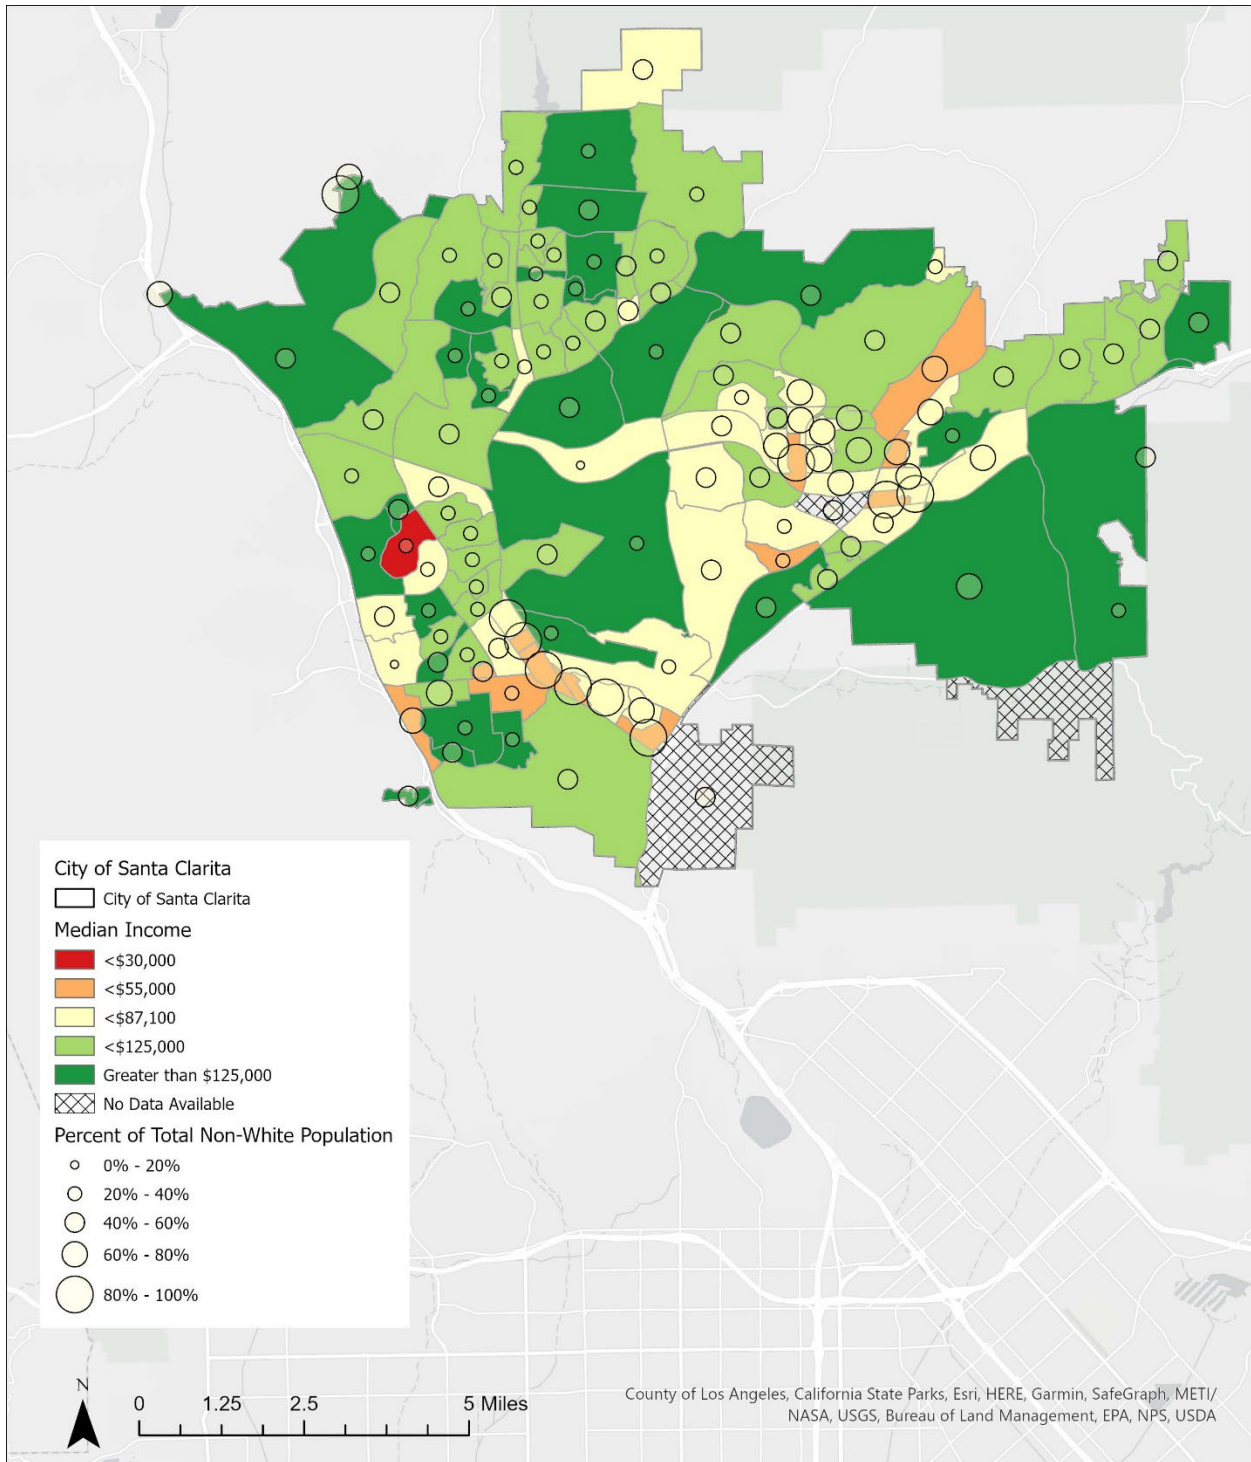 City of Santa Clarita
City of Santa Clarita
Median Income
<$30,000
<$55,000
<$87,100
<$125,000
Greater than $125,000
No Data Available
Percent of Total Non-White Population
0% - 20%
20% - 40%
40% - 60%
60% - 80%
80% - 100%
N
0 1.25 2.5 5 Miles
County of Los Angeles, California State Parks, Esri, HERE, Garmin, SafeGraph, METI/
NASA, USGS, Bureau of Land Management, EPA, NPS, USDA